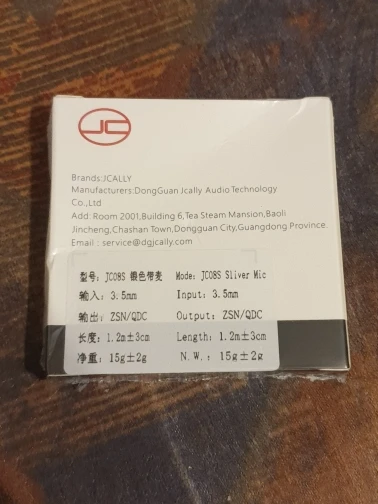 JC
Brands:JCALLY
Manufacturers:DongGuan Jcally Audio Technology
Co.,Ltd
Add: Room 2001,Building 6,Tea Steam Mansion,Baoli
Jincheng,Chashan Town,Dongguan City,Guangdong Province.
Email : service@dgjcally.com
型号: JC08S 银色带麦 Mode: JC08S Sliver Mic
输入: 3.5mm Input: 3.5mm
输出: ZSN/QDC Output: ZSN/QDC
长度: 1.2m±3cm Length: 1.2m±3cm
净重: 15g±2g N.W.: 15g±2g